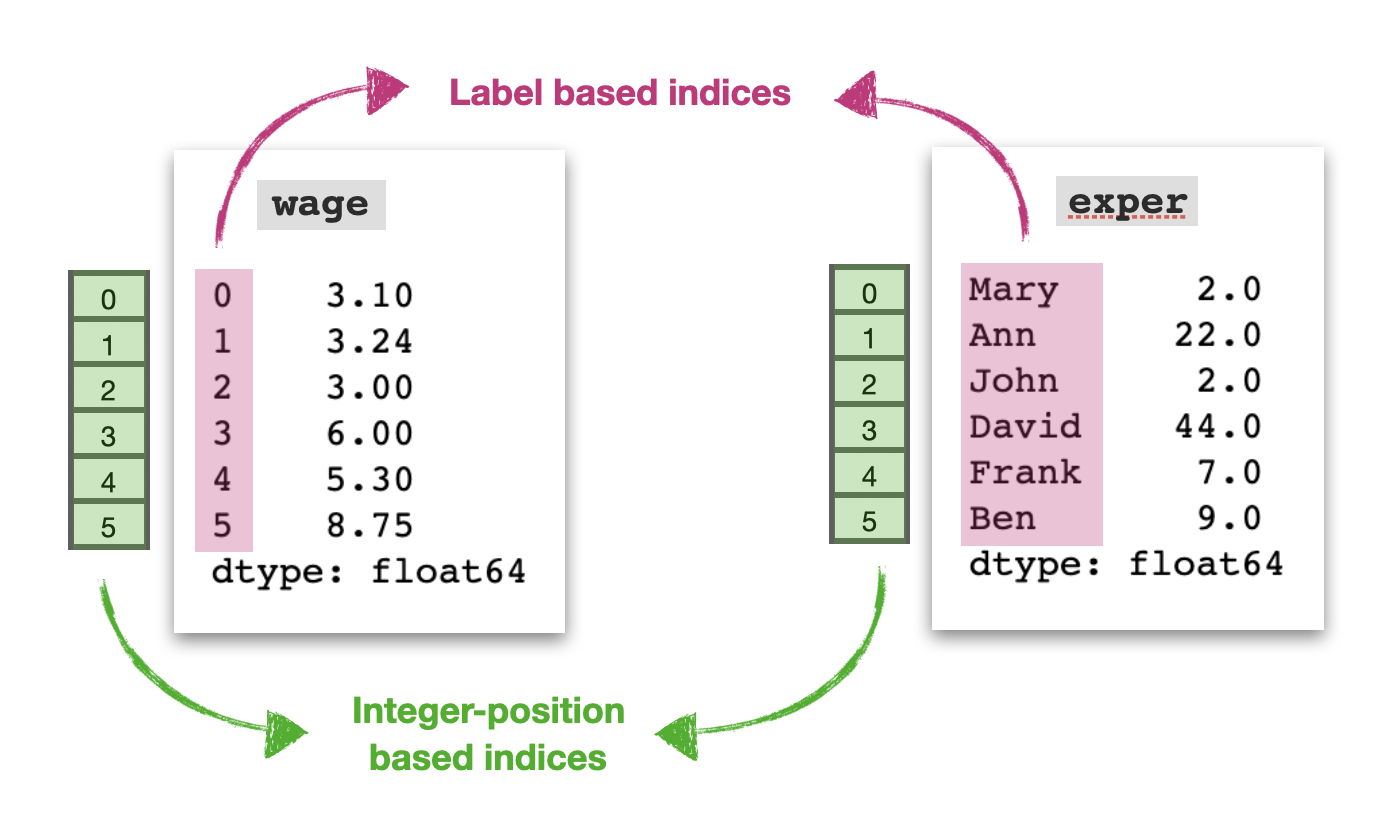 Label based indices
wage
0
1
2
3
4
5
0 3.10
1 3.24
2 3.00
3 6.00
4 5.30
5 8.75
dtype: float64
exper
0
1
2
3
4
5
Mary 2.0
Ann 22.0
John 2.0
David 44.0
Frank 7.0
Ben 9.0
dtype: float64
Integer-position
based indices